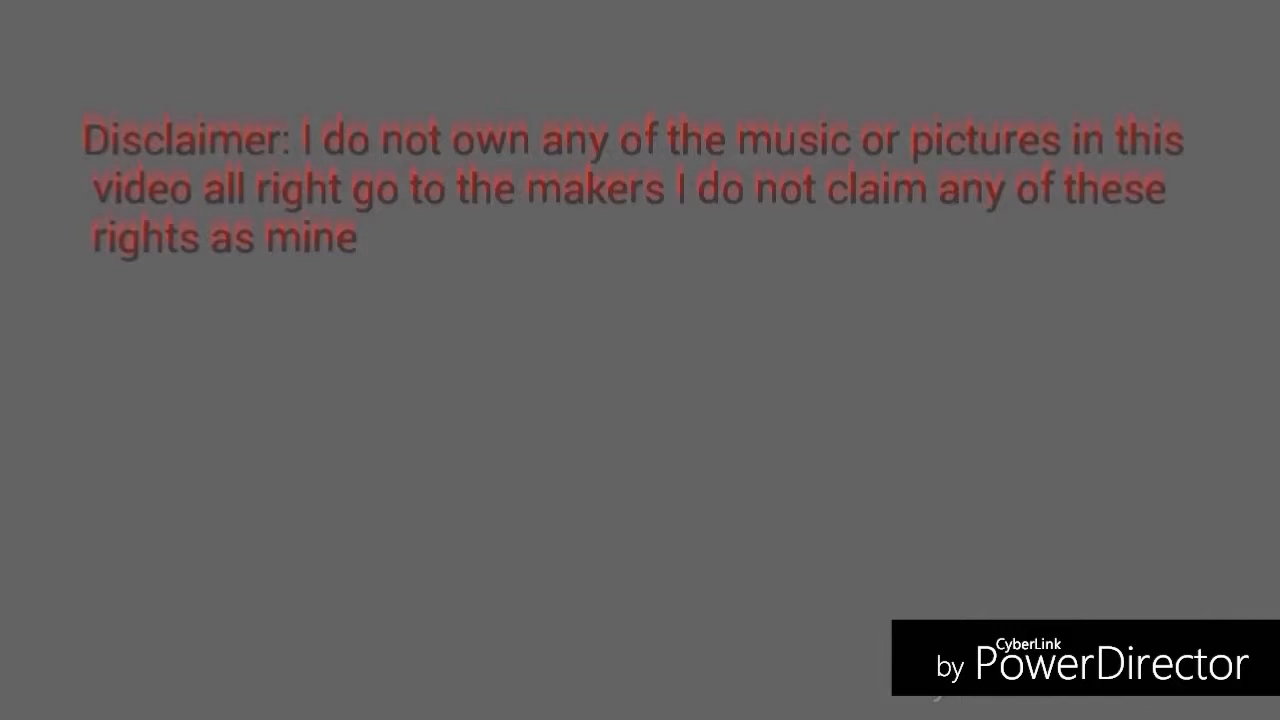 Disclaimer: I do not own any of the music or pictures in this
video all right go to the makers I do not claim any of these
rights as mine
CyberLink
by PowerDirector